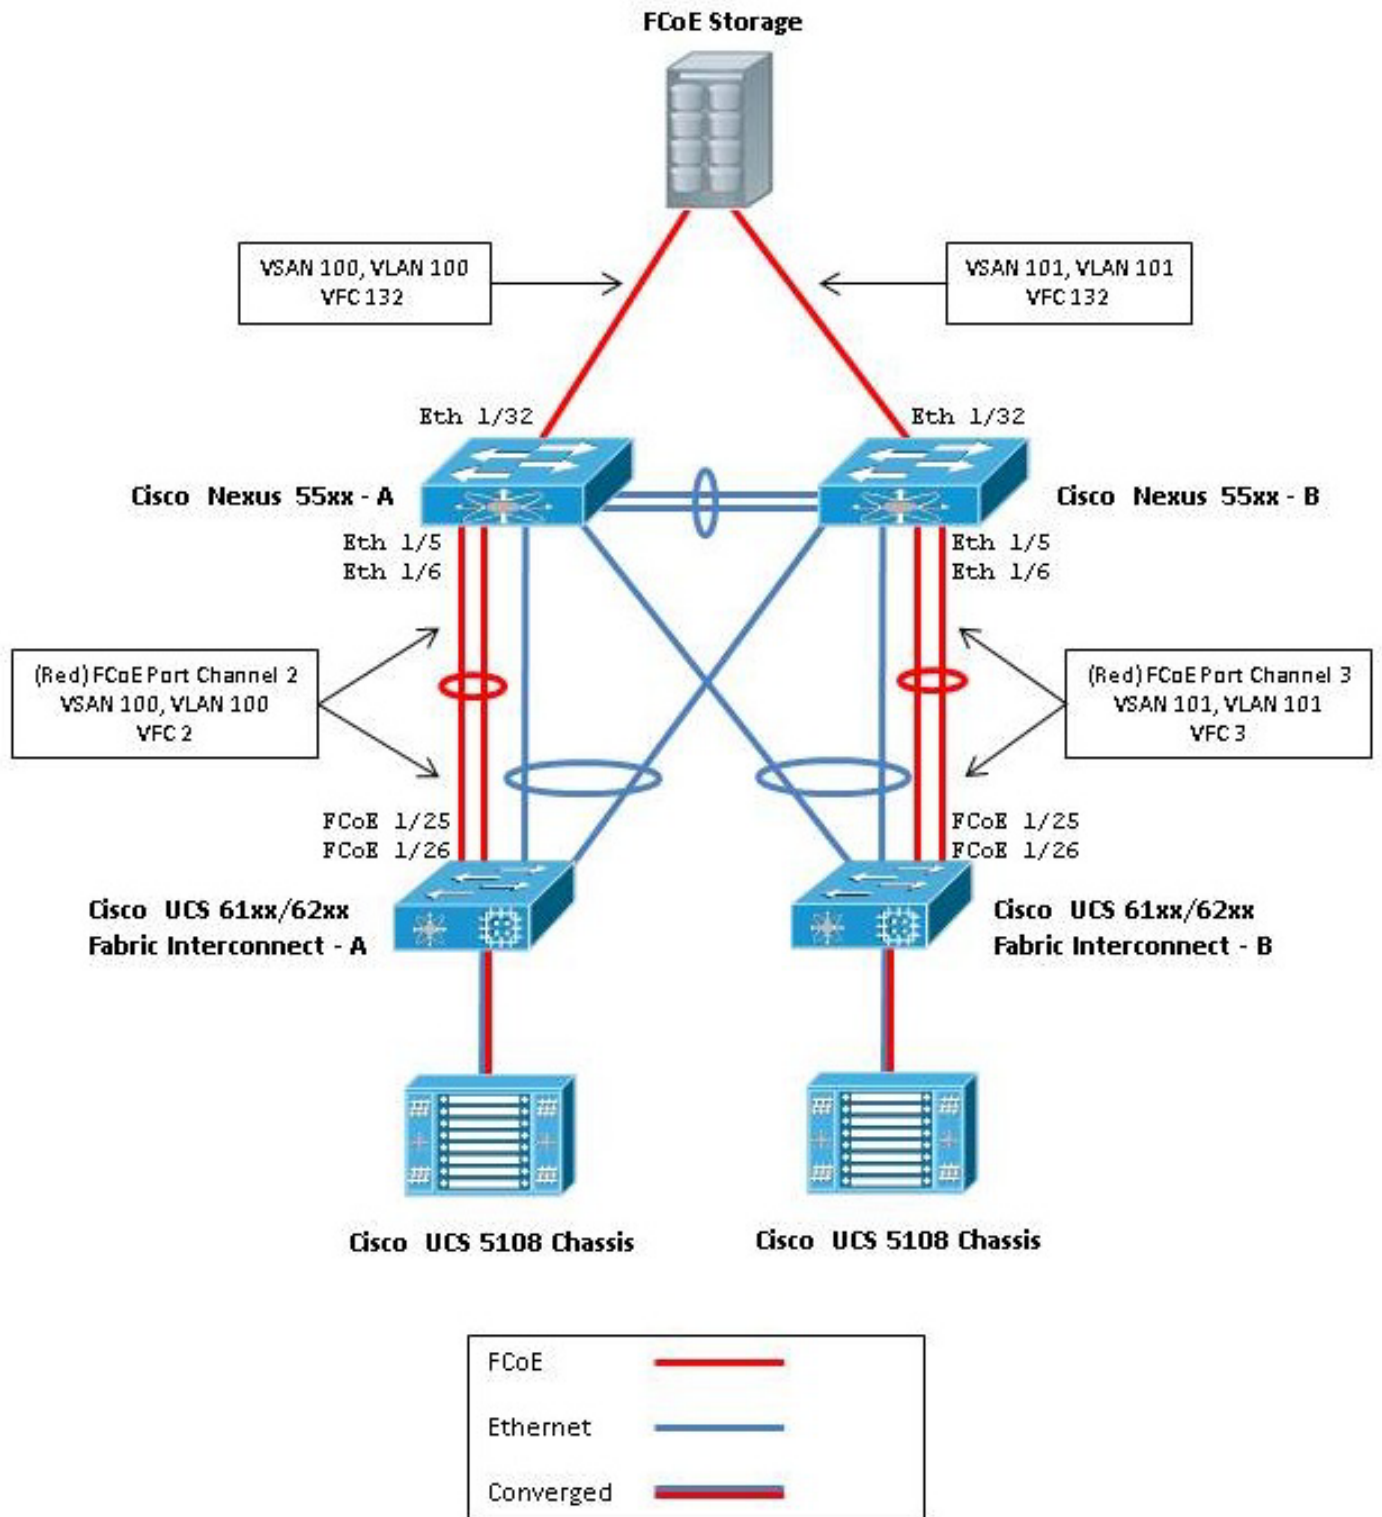 FCoE Storage
VSAN 100, VLAN 100
VFC 132
VSAN 101, VLAN 101
VFC 132
Eth 1/32
Eth 1/32
Cisco Nexus 55xx - A
Cisco Nexus 55xx - B
Eth 1/5
Eth 1/6
Eth 1/5
Eth 1/6
(Red) FCoE Port Channel 2
VSAN 100, VLAN 100
VFC 2
(Red) FCoE Port Channel 3
VSAN 101, VLAN 101
VFC 3
FCoE 1/25
FCoE 1/26
FCoE 1/25
FCoE 1/26
Cisco UCS 61xx/62xx
Fabric Interconnect - A
Cisco UCS 61xx/62xx
Fabric Interconnect - B
Cisco UCS 5108 Chassis
Cisco UCS 5108 Chassis
FCoE
Ethernet
Converged